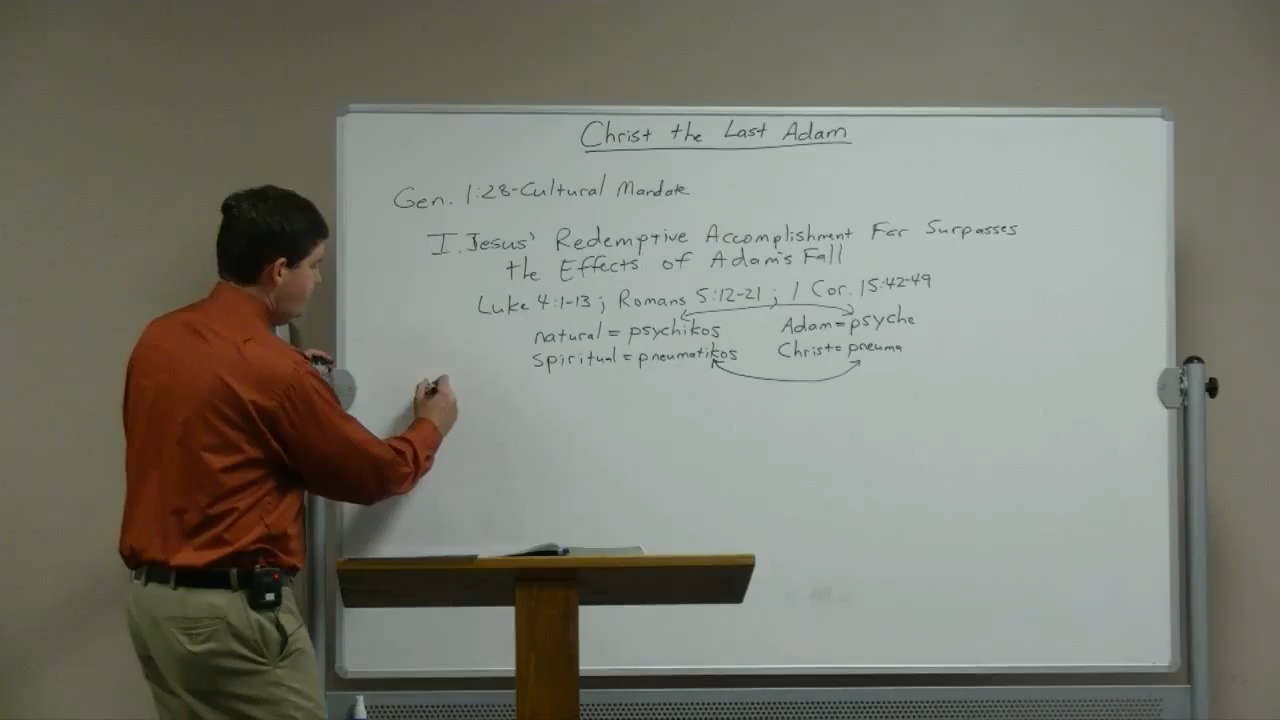 Christ the Last Adam
Gen. 1:28-Cultural Mandate
I. Jesus' Redemptive Accomplishment Far Surpasses
the Effects of Adam's Fall
Luke 4:1-13; Romans 5:12-21; 1 Cor. 15:42-49
natural = psychikos Adam = psyche
spiritual = pneumatikos Christ = pneuma